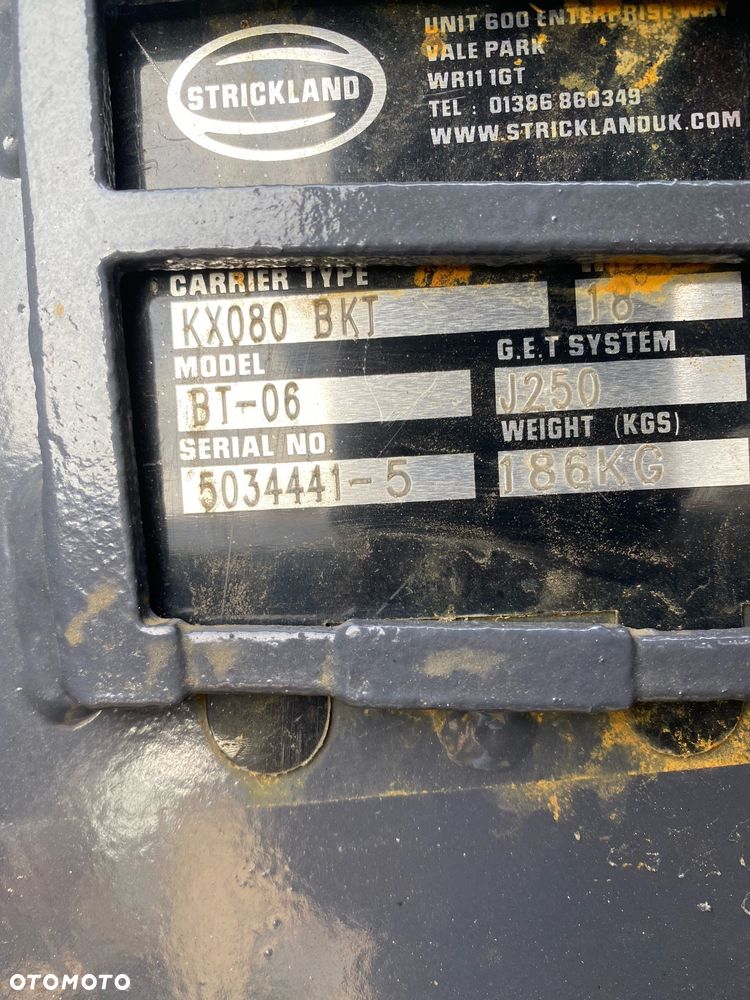 STRICKLAND
UNIT 600 ENTERPRISE WAY
VALE PARK
WR11 1GT
TEL : 01386 860349
WWW.STRICKLANDUK.COM
CARRIER TYPE
KX080 BKT
18
MODEL
G.E.T SYSTEM
BT-06
J250
SERIAL NO.
WEIGHT (KGS)
5034441-5
186KG
OTOMOTO